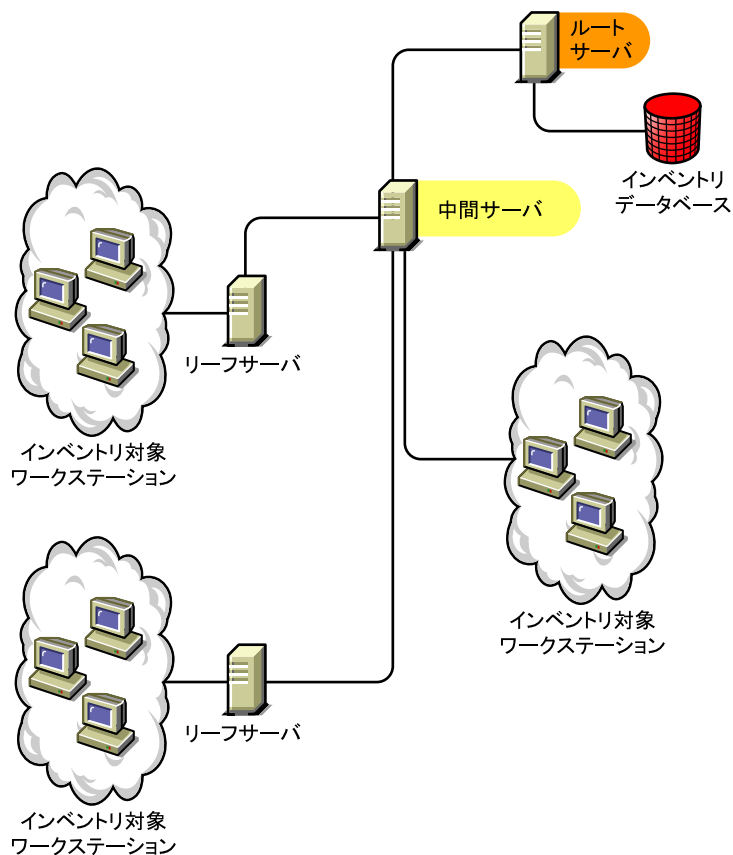 ルート
サーバ
インベントリ
データベース
中間サーバ
リーフサーバ
インベントリ対象
ワークステーション
インベントリ対象
ワークステーション
リーフサーバ
インベントリ対象
ワークステーション